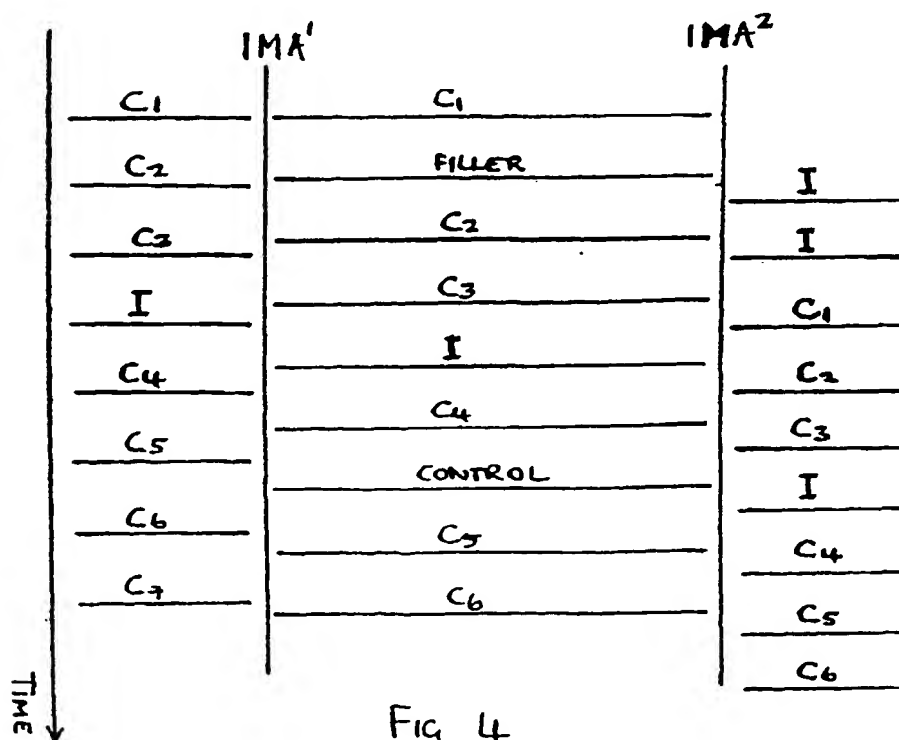 IMA¹ IMA²
C1 C1
C2 FILLER I
C3 C2 I
I C3 C1
C4 I C2
C5 C4 C3
CONTROL I
C6 C5 C4
C7 C6 C5
C6
TIME
FIG 4